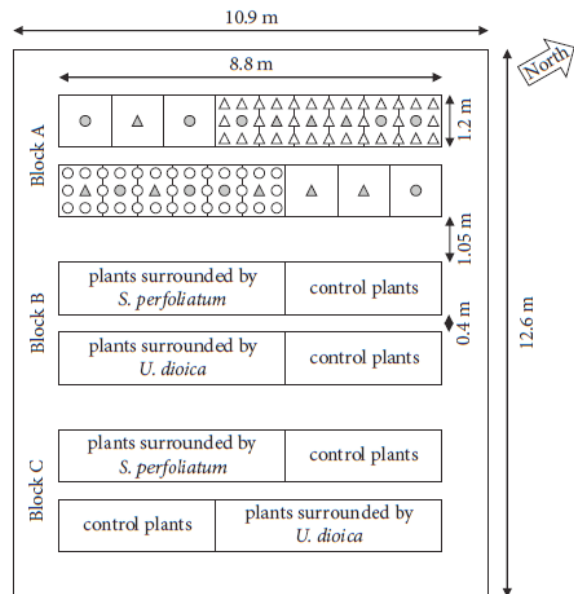 10.9 m
North
8.8 m
Block A
1.2 m
1.05 m
Block B
plants surrounded by
S. perfoliatum
control plants
0.4 m
plants surrounded by
U. dioica
control plants
12.6 m
Block C
plants surrounded by
S. perfoliatum
control plants
control plants
plants surrounded by
U. dioica